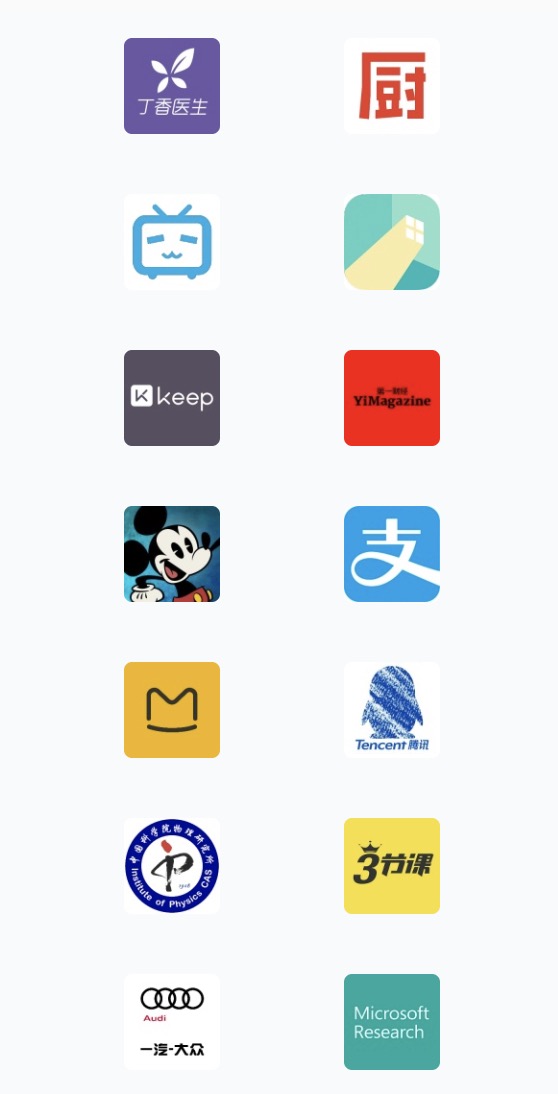 丁香医生
厨
keep
第一财经
YiMagazine
支
Tencent 腾讯
中国科学院物理研究所
Institute of Physics CAS
3节课
Audi
一汽-大众
Microsoft
Research